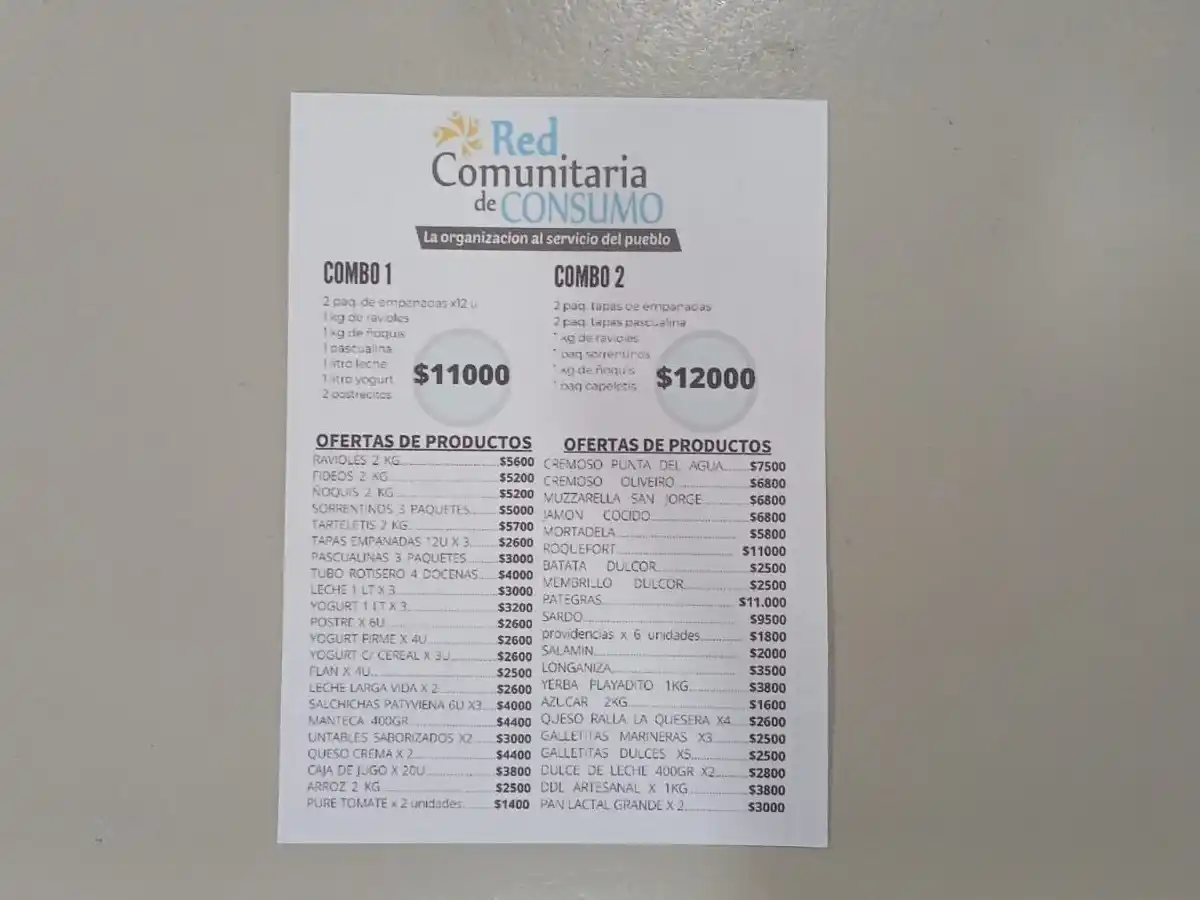 Red
Comunitaria
de CONSUMO
La organizacion al servicio del pueblo
COMBO 1
2 paq. de empanadas x12 u
1 kg de ravioles
1 kg de ñoquis
1 pascualina
1 litro leche
1 litro yogurt
2 postrecitos
$11000
COMBO 2
2 paq. tapas de empanadas
2 paq. tapas pascualina
1 kg de ravioles
1 paq sorrentinos
1 kg de ñoquis
1 paq capeletis
$12000
OFERTAS DE PRODUCTOS
RAVIOLES 2 KG $5600
FIDEOS 2 KG $5200
ÑOQUIS 2 KG $5200
SORRENTINOS 3 PAQUETES $5000
TARTELETIS 2 KG $5700
TAPAS EMPANADAS 12U X 3 $2600
PASCUALINAS 3 PAQUETES $3000
TUBO ROTISERO 4 DOCENAS $4000
LECHE 1 LT X 3 $3000
YOGURT 1 LT X 3 $3200
POSTRE X 6U $2600
YOGURT FIRME X 4U $2600
YOGURT C/ CEREAL X 3U $2600
FLAN X 4U $2500
LECHE LARGA VIDA X 2 $2600
SALCHICHAS PATYVIENA 6U X3 $4000
MANTECA 400GR $4400
UNTABLES SABORIZADOS X2 $3000
QUESO CREMA X 2 $4400
CAJA DE JUGO X 20U $3800
ARROZ 2 KG $2500
PURE TOMATE x 2 unidades $1400
OFERTAS DE PRODUCTOS
CREMOSO PUNTA DEL AGUA $7500
CREMOSO OLIVEIRO $6800
MUZZARELLA SAN JORGE $6800
JAMON COCIDO $6800
MORTADELA $5800
ROQUEFORT $11000
BATATA DULCOR $2500
MEMBRILLO DULCOR $2500
PATEGRAS $11.000
SARDO $9500
providencias x 6 unidades $1800
SALAMIN $2000
LONGANIZA $3500
YERBA PLAYADITO 1KG $3800
AZUCAR 2KG $1600
QUESO RALLA LA QUESERA X4 $2600
GALLETITAS MARINERAS X3 $2500
GALLETITAS DULCES X5 $2500
DULCE DE LECHE 400GR X2 $2800
DDL ARTESANAL X 1KG $3800
PAN LACTAL GRANDE X 2 $3000